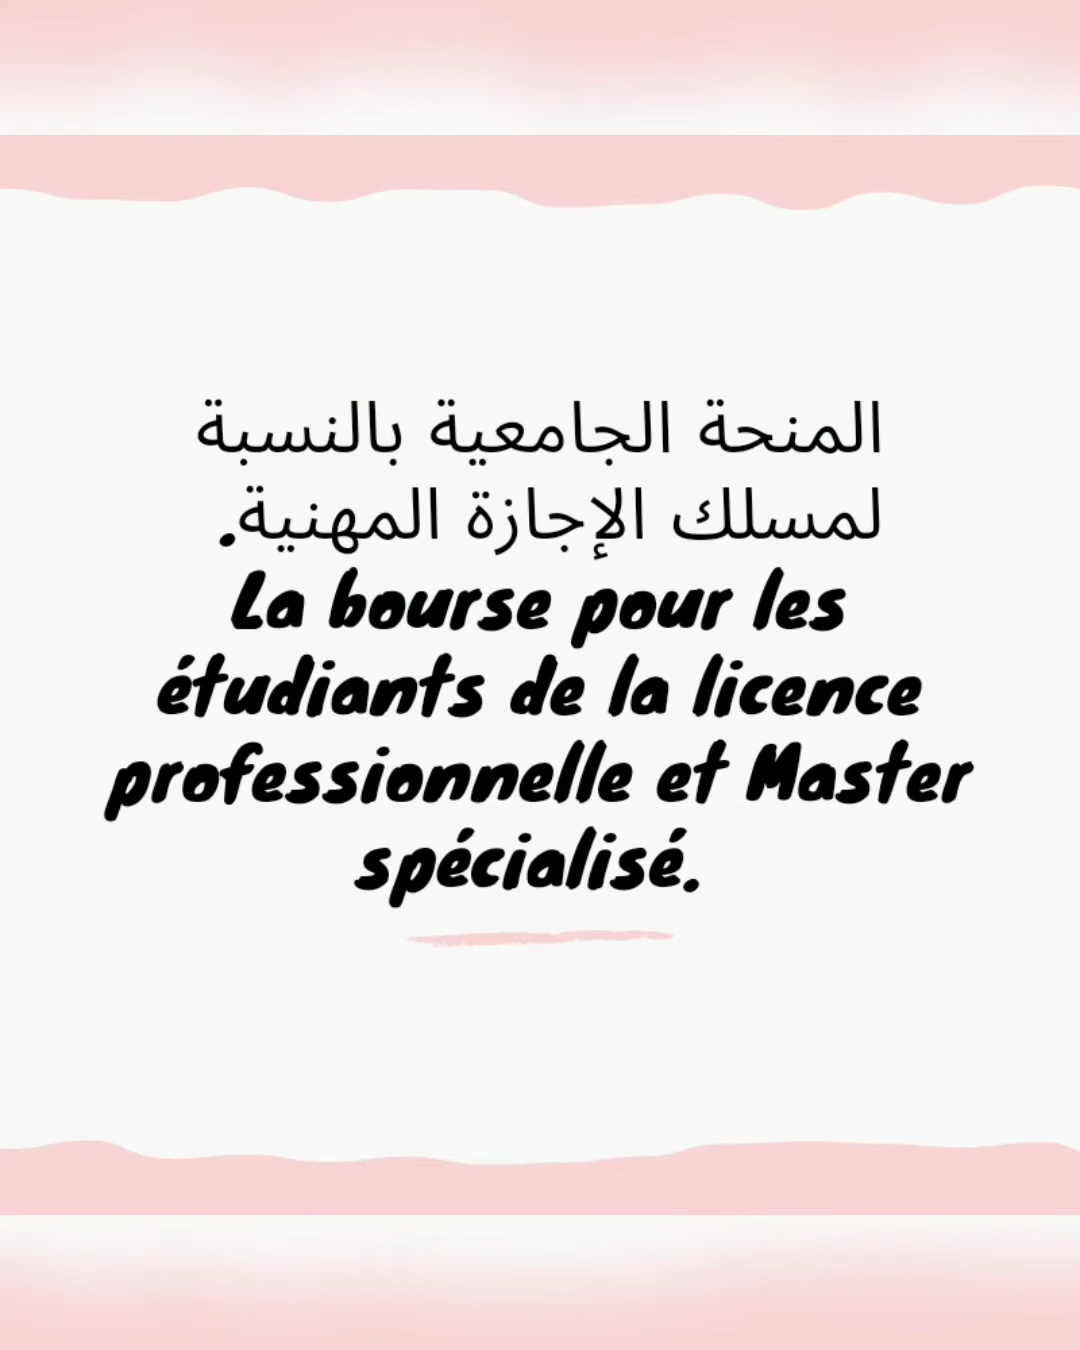 المنحة الجامعية بالنسبة
لمسلك الإجازة المهنية.
La bourse pour les
étudiants de la licence
professionnelle et Master
spécialisé.